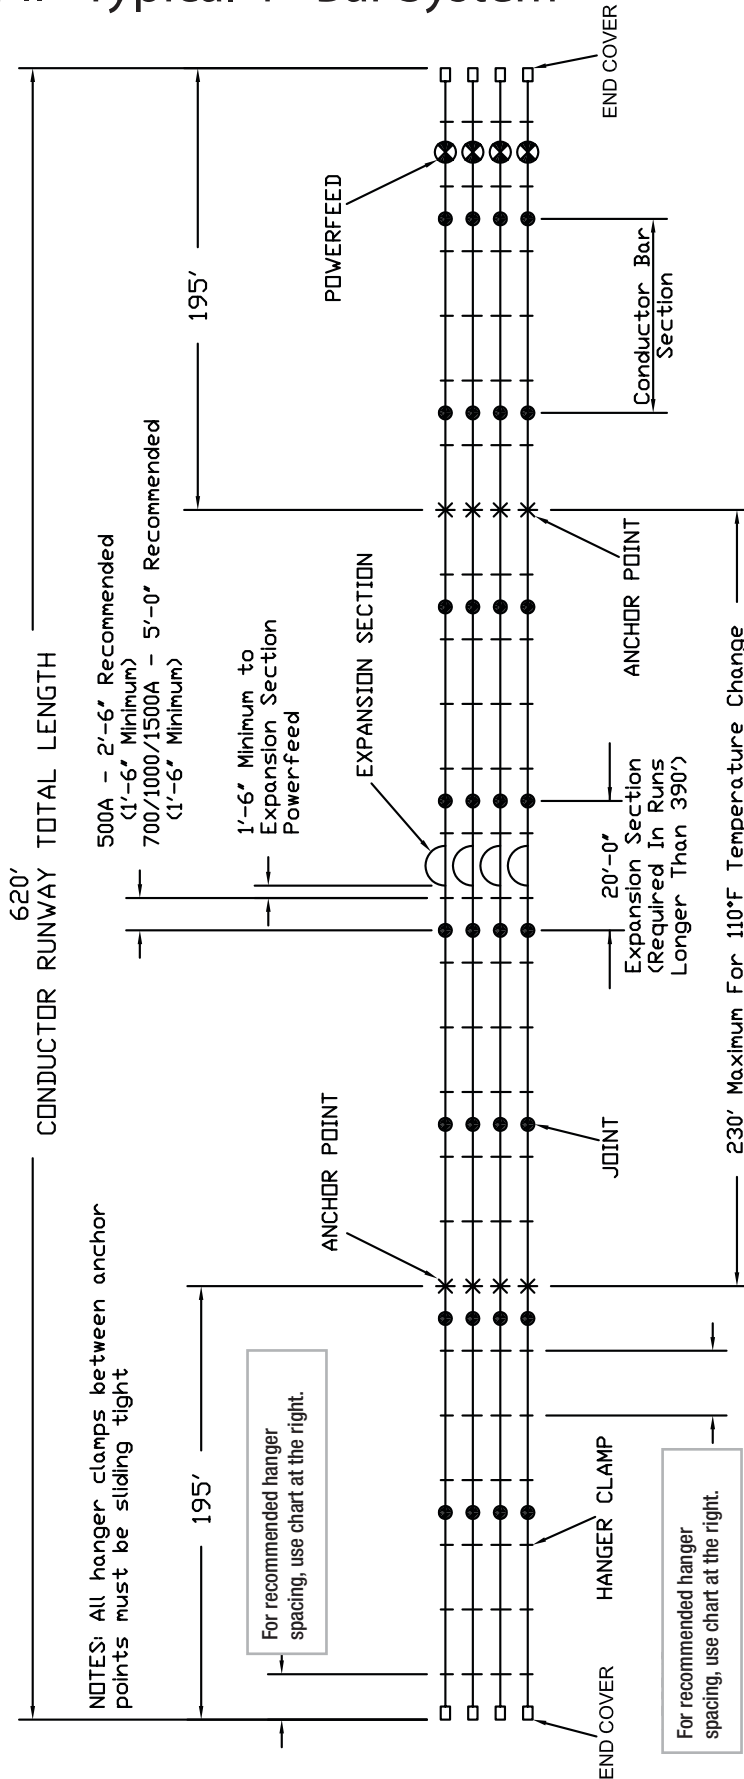 Typical 4 Bar System
620'
CONDUCTOR RUNWAY TOTAL LENGTH
NOTES: All hanger clamps between anchor
points must be sliding tight
500A - 2'-6" Recommended
(1'-6" Minimum)
700/1000/1500A - 5'-0" Recommended
(1'-6" Minimum)
195'
195'
1'-6" Minimum to
Expansion Section
Powerfeed
For recommended hanger
spacing, use chart at the right.
ANCHOR POINT
EXPANSION SECTION
POWERFEED
END COVER
HANGER CLAMP
JOINT
20'-0"
Expansion Section
(Required In Runs
Longer Than 390')
ANCHOR POINT
Conductor Bar
Section
END COVER
For recommended hanger
spacing, use chart at the right.
230' Maximum For 110°F Temperature Change